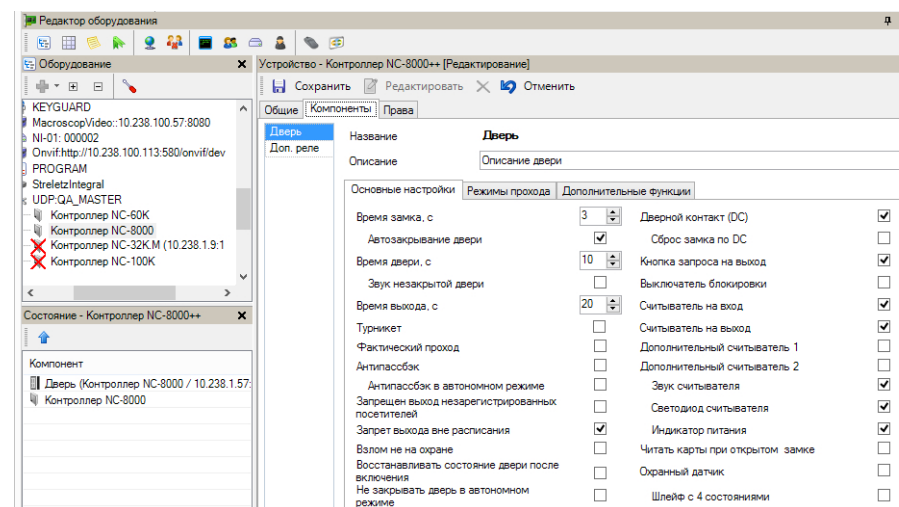 Редактор оборудования
Оборудование
KEYGUARD
MacroscopVideo::10.238.100.57:8080
NI-01: 000002
Onvif:http://10.238.100.113:580/onvif/dev
PROGRAM
StreletzIntegral
UDP:QA_MASTER
Контроллер NC-60K
Контроллер NC-8000
Контроллер NC-32K.M (10.238.1.9:1
Контроллер NC-100K
Состояние - Контроллер NC-8000++
Компонент
Дверь (Контроллер NC-8000 / 10.238.1.57:
Контроллер NC-8000
Устройство - Контроллер NC-8000++ [Редактирование]
Сохранить Редактировать Отменить
Общие Компоненты Права
Дверь
Доп. реле
Название Дверь
Описание Описание двери
Основные настройки Режимы прохода Дополнительные функции
Время замка, с 3
Автозакрывание двери
Время двери, с 10
Звук незакрытой двери
Время выхода, с 20
Турникет
Фактический проход
Антипассбэк
Антипассбэк в автономном режиме
Запрещен выход незарегистрированных
посетителей
Запрет выхода вне расписания
Взлом не на охране
Восстанавливать состояние двери после
включения
Не закрывать дверь в автономном
режиме
Дверной контакт (DC)
Сброс замка по DC
Кнопка запроса на выход
Выключатель блокировки
Считыватель на вход
Считыватель на выход
Дополнительный считыватель 1
Дополнительный считыватель 2
Звук считывателя
Светодиод считывателя
Индикатор питания
Читать карты при открытом замке
Охранный датчик
Шлейф с 4 состояниями